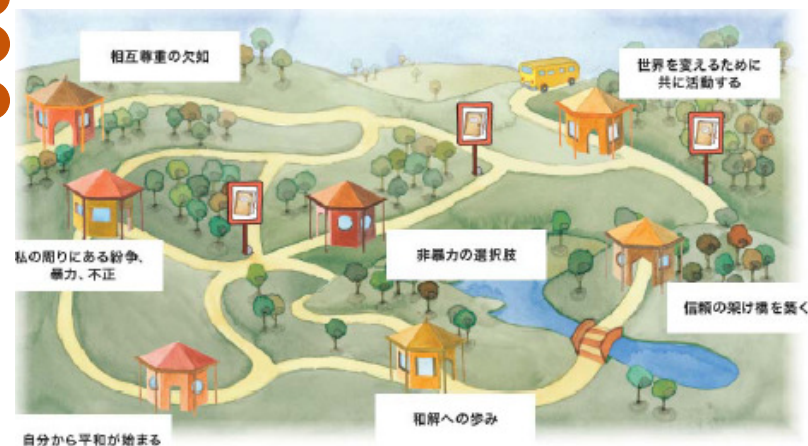 相互尊重の欠如
世界を変えるために
共に活動する
私の周りにある紛争、
暴力、不正
非暴力の選択肢
信頼の架け橋を築く
和解への歩み
自分から平和が始まる